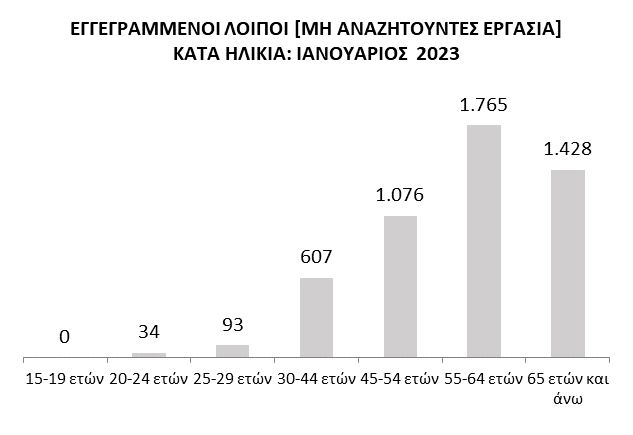 ΕΓΓΕΓΡΑΜΜΕΝΟΙ ΛΟΙΠΟΙ [ΜΗ ΑΝΑΖΗΤΟΥΝΤΕΣ ΕΡΓΑΣΙΑ]
ΚΑΤΑ ΗΛΙΚΙΑ: ΙΑΝΟΥΑΡΙΟΣ 2023
0
34
93
607
1.076
1.765
1.428
15-19 ετών
20-24 ετών
25-29 ετών
30-44 ετών
45-54 ετών
55-64 ετών
65 ετών και
άνω